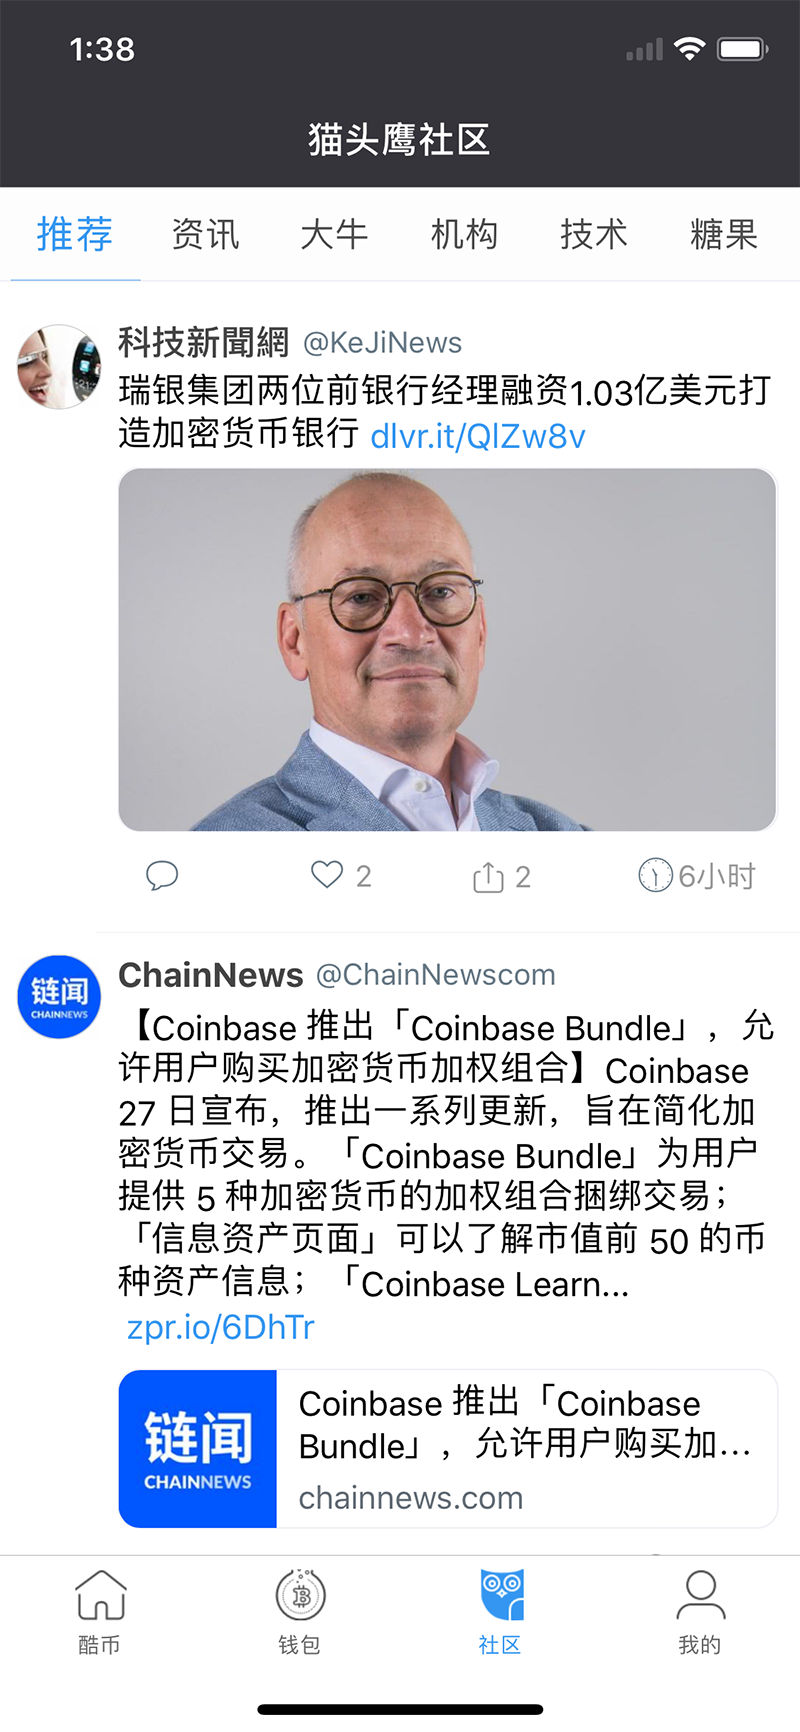 1:38
猫头鹰社区
推荐 资讯 大牛 机构 技术 糖果
科技新聞網 @KeJiNews
瑞银集团两位前银行经理融资1.03亿美元打
造加密货币银行 dlvr.it/QlZw8v
2 2 6小时
链闻
CHAINNEWS
ChainNews @ChainNewscom
【Coinbase 推出「Coinbase Bundle」，允
许用户购买加密货币加权组合】Coinbase
27 日宣布，推出一系列更新，旨在简化加
密货币交易。「Coinbase Bundle」为用户
提供 5 种加密货币的加权组合捆绑交易；
「信息资产页面」可以了解市值前 50 的币
种资产信息；「Coinbase Learn...
zpr.io/6DhTr
链闻
CHAINNEWS
Coinbase 推出「Coinbase
Bundle」，允许用户购买加...
chainnews.com
酷币 钱包 社区 我的